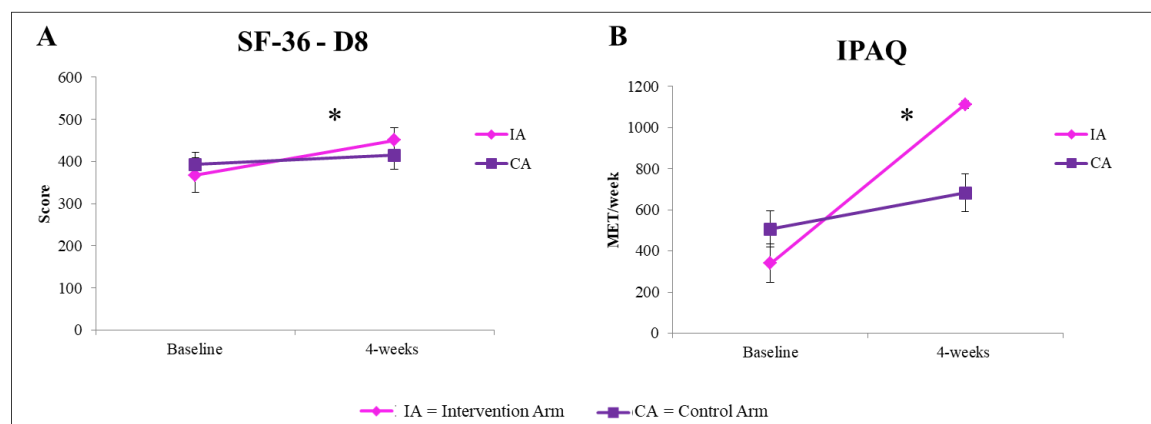 A
SF-36 - D8
600
500
400
300
200
100
0
Score
*
IA
CA
Baseline
4-weeks
B
IPAQ
1200
1000
800
600
400
200
0
MET/week
*
IA
CA
Baseline
4-weeks
IA = Intervention Arm
CA = Control Arm